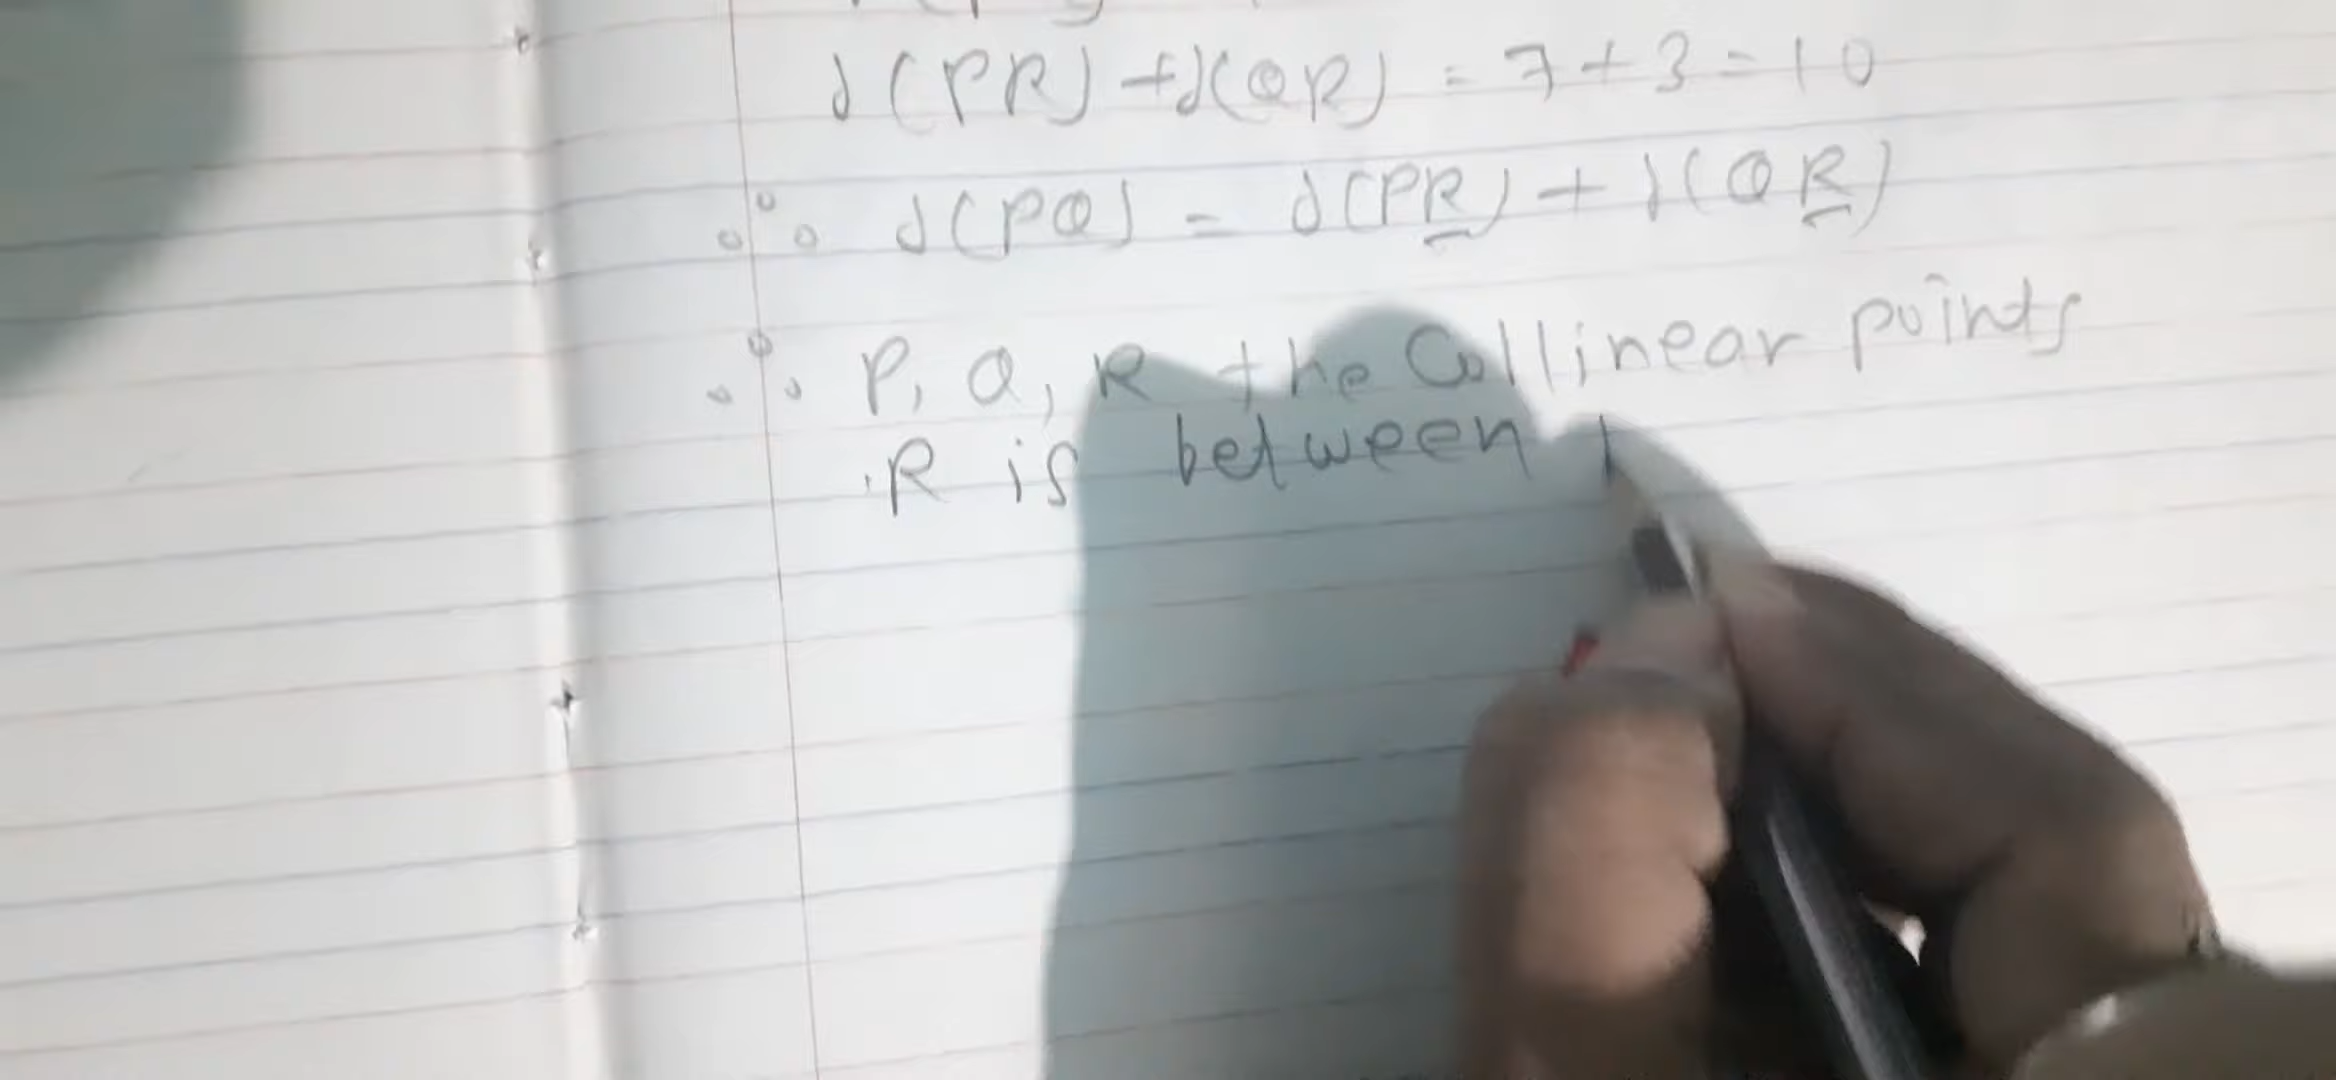 d(PR) + d(QR) = 7 + 3 = 10
∴ d(PQ) = d(PR) + d(QR)
∴ P, Q, R the Collinear points
R is between